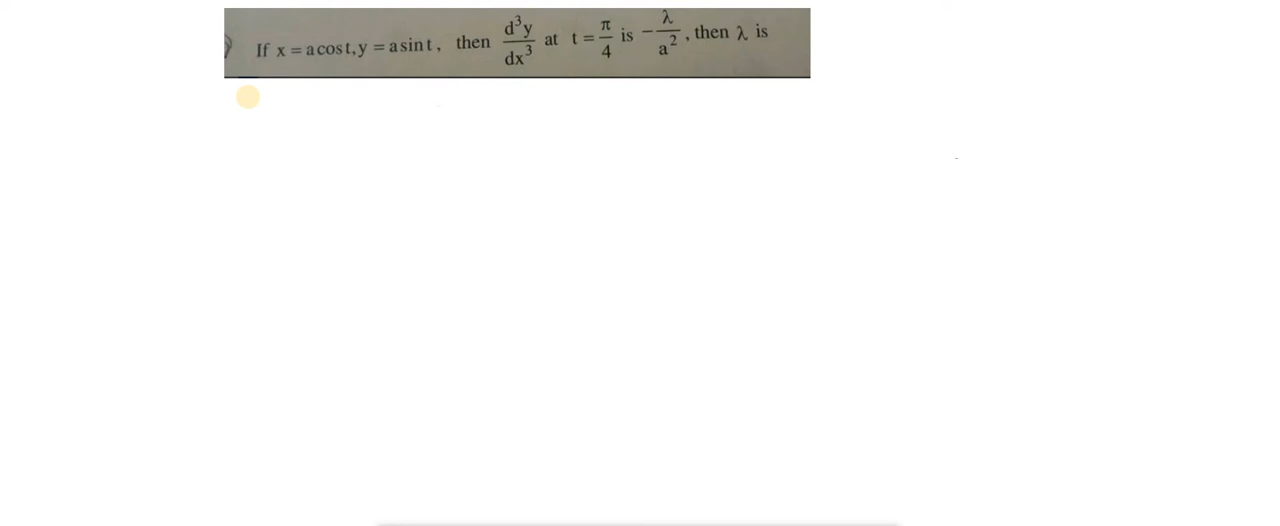 If x = a cos t, y = a sin t, then d³y/dx³ at t = π/4 is −λ/a², then λ is